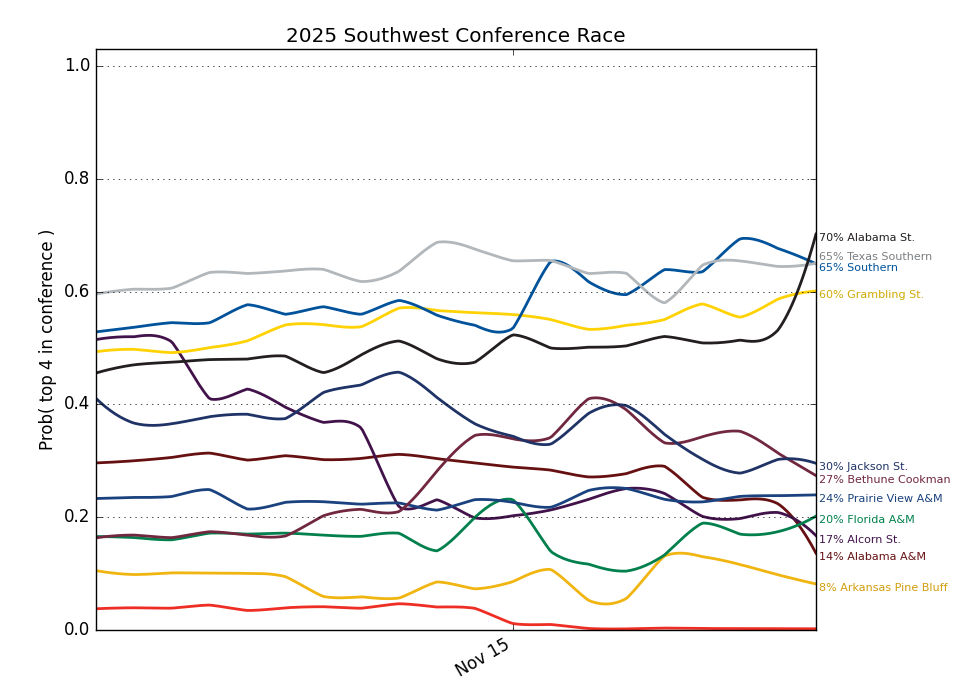 2025 Southwest Conference Race
Prob( top 4 in conference )
1.0
0.8
0.6
0.4
0.2
0.0
Nov 15
70% Alabama St.
65% Texas Southern
65% Southern
60% Grambling St.
30% Jackson St.
27% Bethune Cookman
24% Prairie View A&M
20% Florida A&M
17% Alcorn St.
14% Alabama A&M
8% Arkansas Pine Bluff